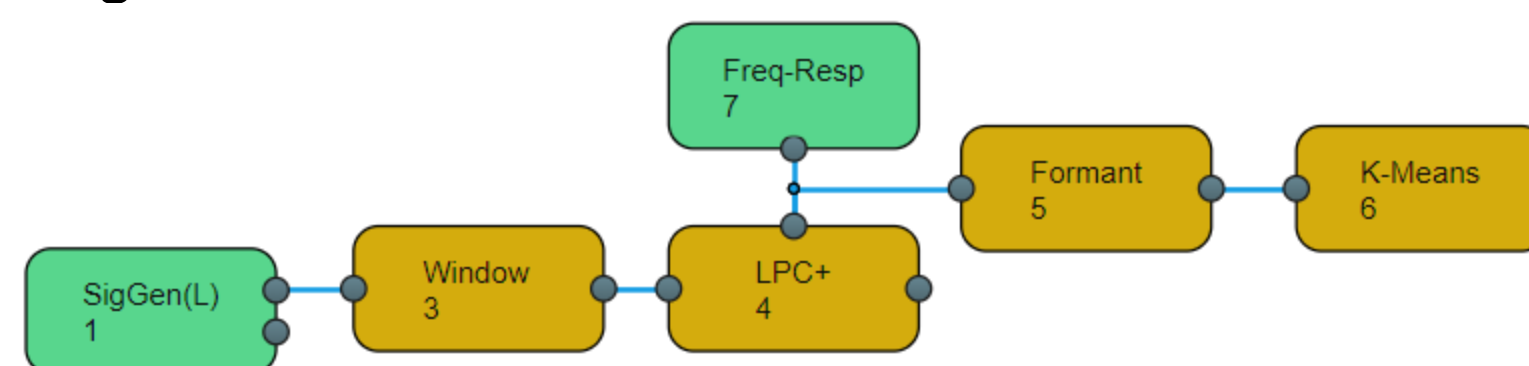 Freq-Resp
7
Formant
5
K-Means
6
SigGen(L)
1
Window
3
LPC+
4